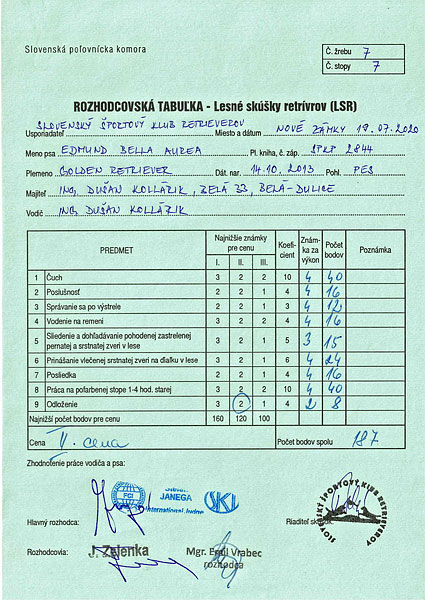 Slovenská poľovnícka komora
Č. žrebu 7
Č. stopy 7
ROZHODCOVSKÁ TABUĽKA - Lesné skúšky retrívrov (LSR)
SLOVENSKÝ ŠPORTOVÝ KLUB RETRIEVEROV
Usporiadateľ Miesto a dátum NOVÉ ZÁMKY 18.07.2020
Meno psa EDMUND BELLA AUREA Pl. kniha, č. záp. SPKP 2844
Plemeno GOLDEN RETRIEVER Dát. nar. 14.10.2013 Pohl. PES
Majiteľ ING. DUŠAN KOLLÁRIK, BELÁ 33, BELÁ-DULICE
Vodič ING. DUŠAN KOLLÁRIK
PREDMET Najnižšie známky pre cenu Koeficient Známka za výkon Počet bodov Poznámka
I. II. III.
1 Čuch 3 2 2 10 4 40
2 Poslušnosť 2 2 1 4 4 16
3 Správanie sa po výstrele 2 2 1 3 4 12
4 Vodenie na remeni 2 2 1 4 4 16
5 Sliedenie a dohľadávanie pohodenej zastrelenej pernatej a srstnatej zveri v lese 3 2 2 5 3 15
6 Prinášanie vlečenej srstnatej zveri na diaľku v lese 3 2 1 6 4 24
7 Posliedka 2 2 1 4 4 16
8 Práca na pofarbenej stope 1-4 hod. starej 3 2 2 10 4 40
9 Odloženie 3 2 1 4 2 8
Najnižší počet bodov pre cenu 160 120 100
Cena II. cena Počet bodov spolu 187
Zhodnotenie práce vodiča a psa:
FCI
JANEGA
International Judge
SKJ
Hlavný rozhodca:
Riaditeľ skúšok
SLOVENSKÝ ŠPORTOVÝ KLUB RETRIEVEROV
Rozhodcovia: J. Zelenka Mgr. Emil Vrabec
rozhodca